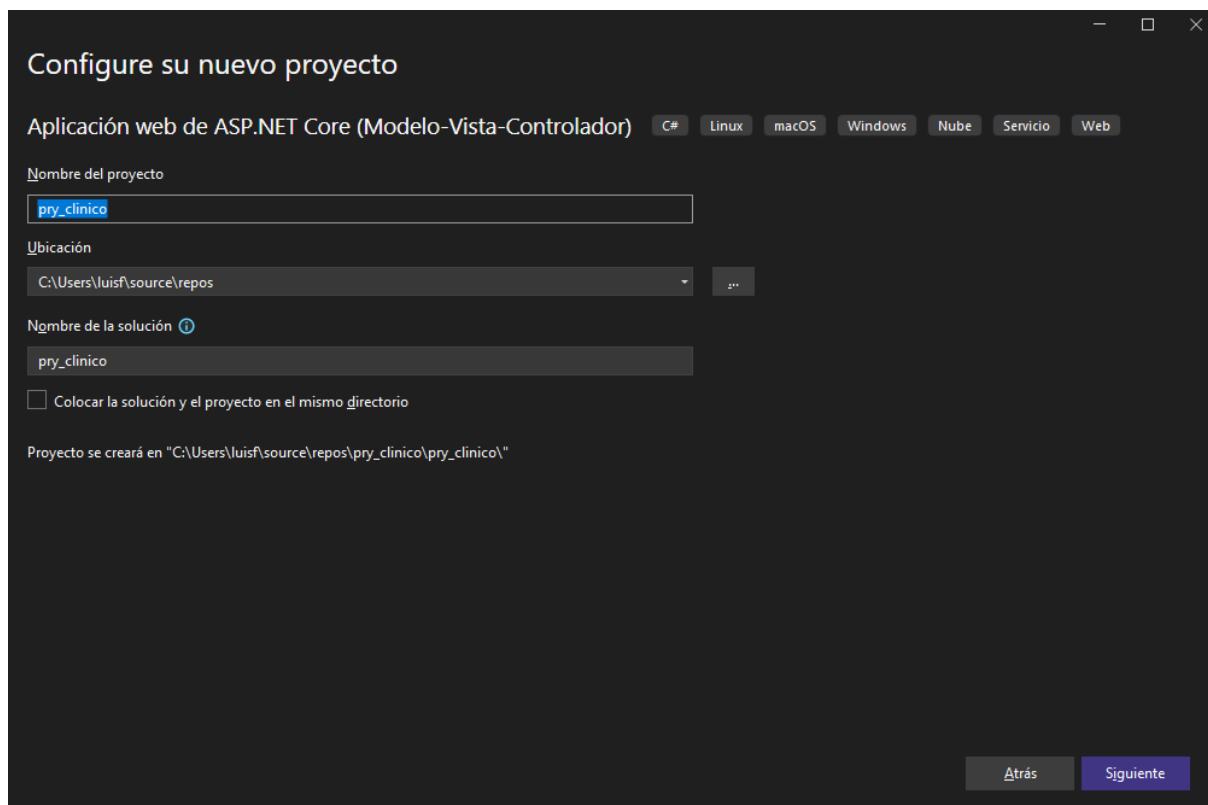 Configure su nuevo proyecto
Aplicación web de ASP.NET Core (Modelo-Vista-Controlador) C# Linux macOS Windows Nube Servicio Web
Nombre del proyecto
pry_clinico
Ubicación
C:\Users\luisf\source\repos
...
Nombre de la solución
pry_clinico
Colocar la solución y el proyecto en el mismo directorio
Proyecto se creará en "C:\Users\luisf\source\repos\pry_clinico\pry_clinico\"
Atrás Siguiente